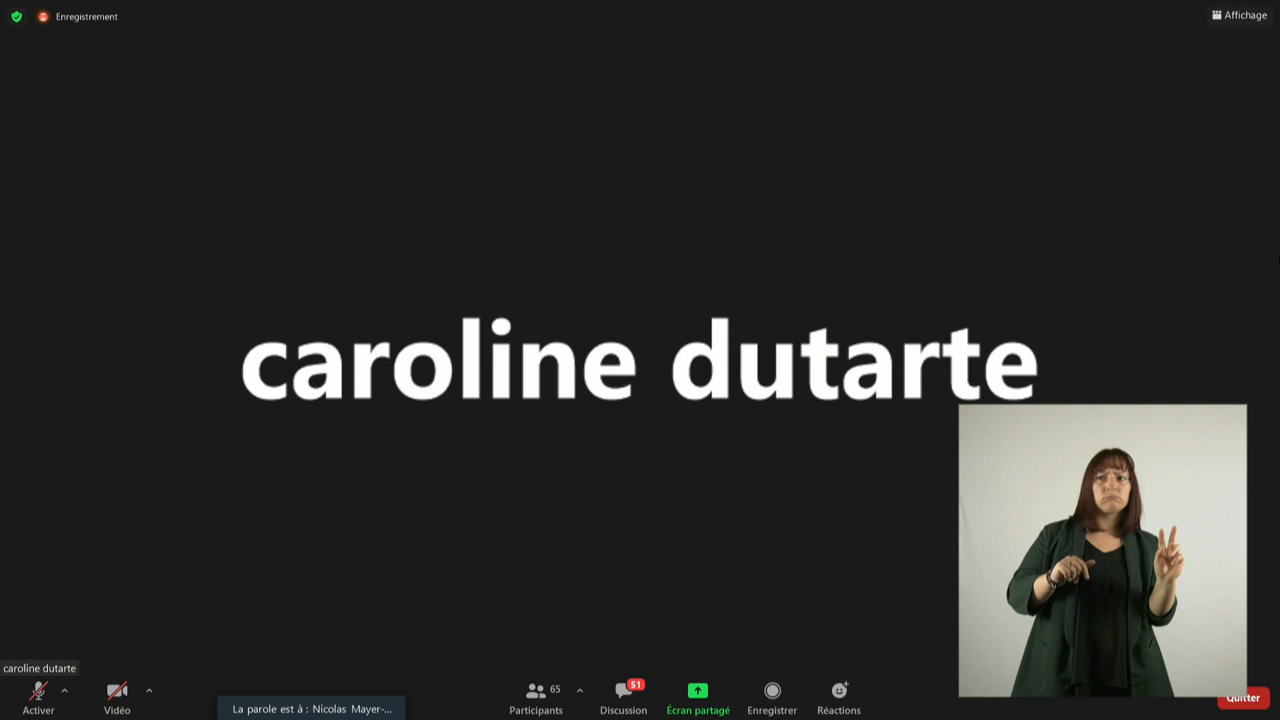 Enregistrement
Affichage
caroline dutarte
caroline dutarte
Activer
Vidéo
La parole est à : Nicolas Mayer-...
65
Participants
51
Discussion
Écran partagé
Enregistrer
Réactions
Quitter